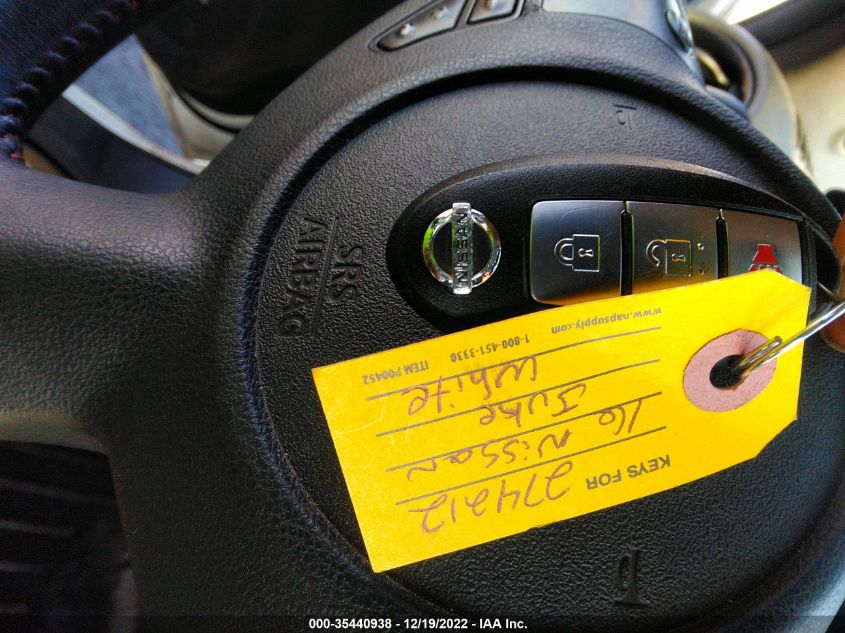 SRS
AIRBAG
NISSAN
KEYS FOR 274212
16 NISSAN
Juke
White
ITEM P00452 1-800-451-3330 www.napsupply.com
000-35440938 - 12/19/2022 - IAA Inc.